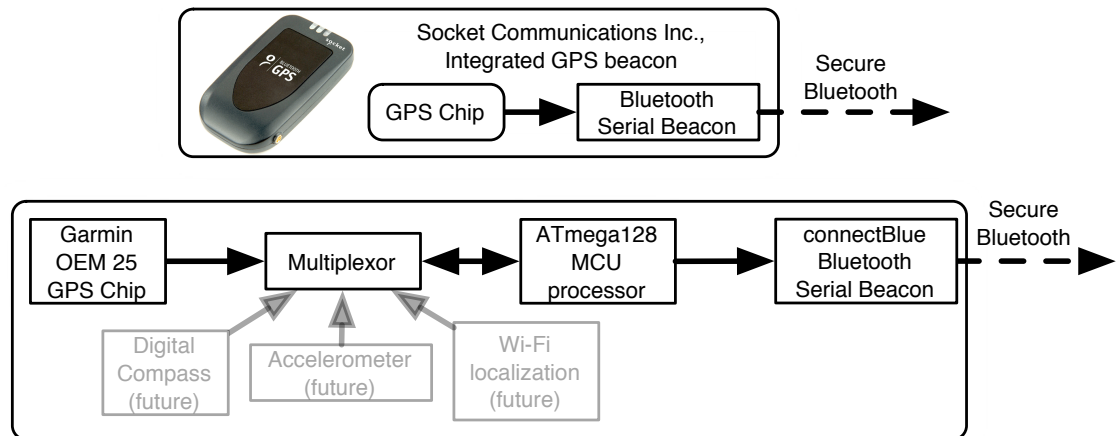 socket
BLUETOOTH
GPS
Socket Communications Inc.,
Integrated GPS beacon
GPS Chip
Bluetooth
Serial Beacon
Secure
Bluetooth
Garmin
OEM 25
GPS Chip
Multiplexor
ATmega128
MCU
processor
connectBlue
Bluetooth
Serial Beacon
Secure
Bluetooth
Digital
Compass
(future)
Accelerometer
(future)
Wi-Fi
localization
(future)